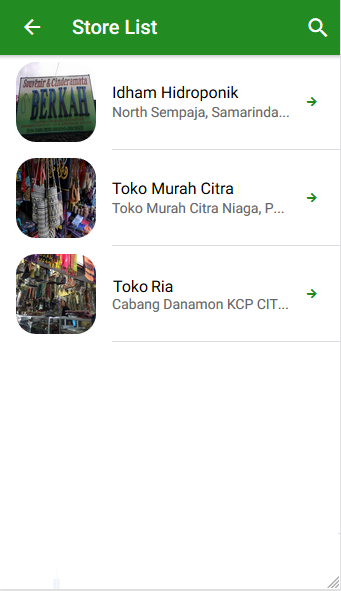 Store List
Souvenir & Cinderamata
BERKAH
Idham Hidroponik
North Sempaja, Samarinda...
Toko Murah Citra
Toko Murah Citra Niaga, P...
Toko Ria
Cabang Danamon KCP CIT...